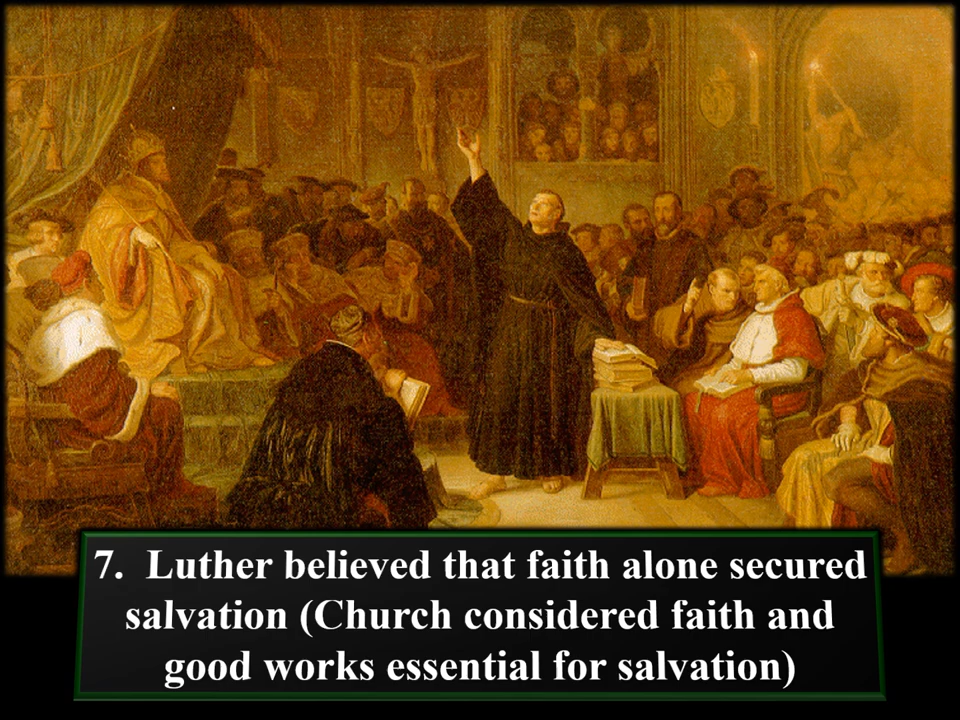 7. Luther believed that faith alone secured
salvation (Church considered faith and
good works essential for salvation)